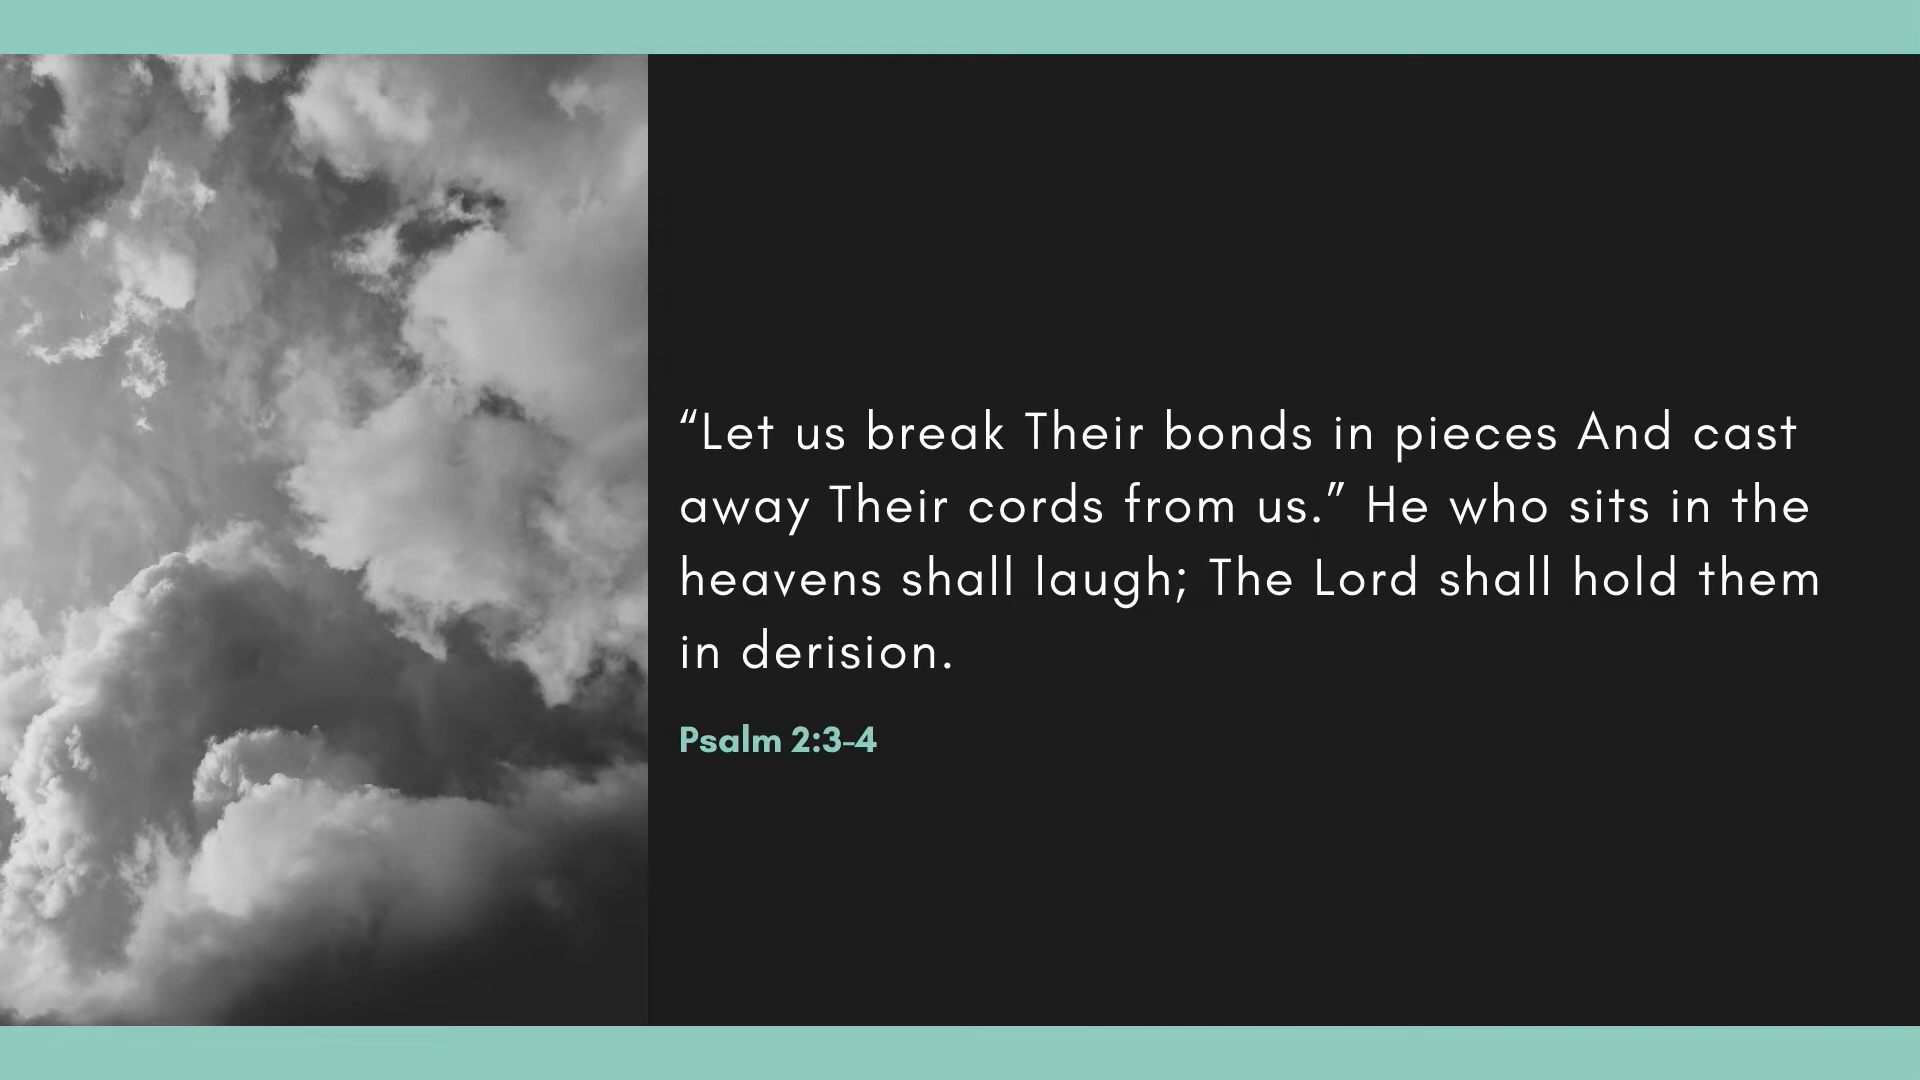 “Let us break Their bonds in pieces And cast
away Their cords from us.” He who sits in the
heavens shall laugh; The Lord shall hold them
in derision.
Psalm 2:3-4